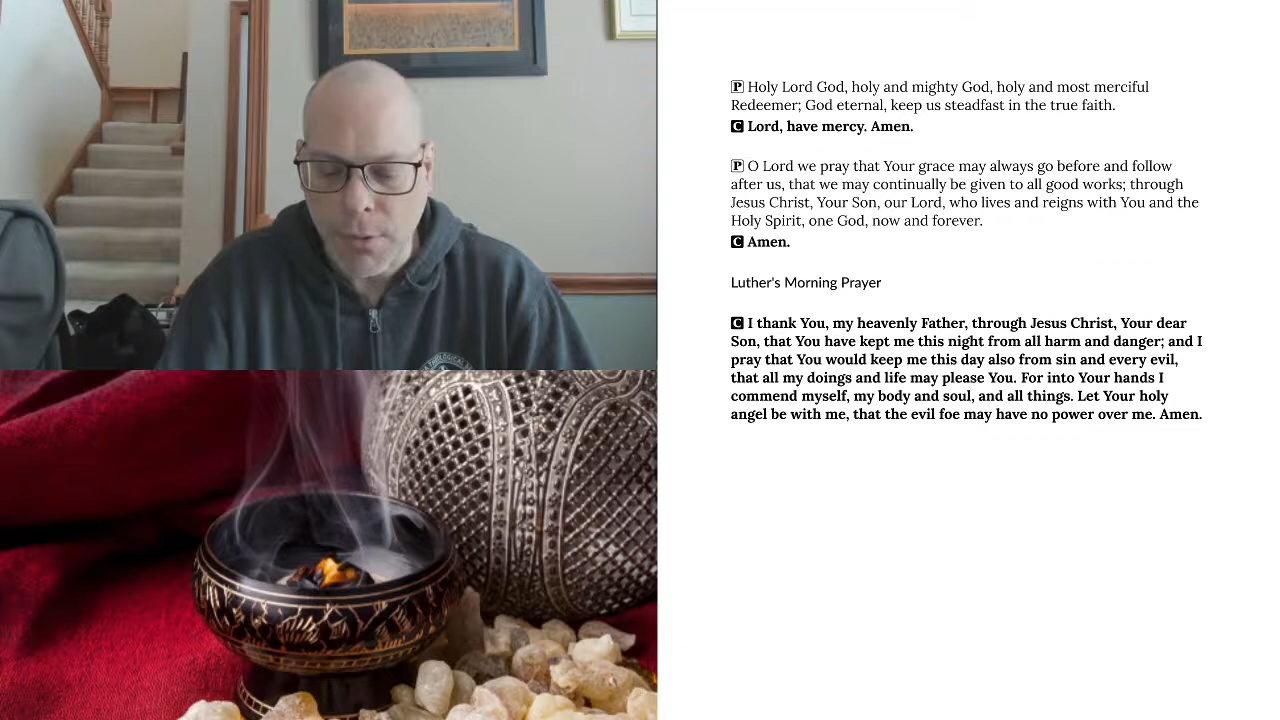 P Holy Lord God, holy and mighty God, holy and most merciful
Redeemer; God eternal, keep us steadfast in the true faith.
C Lord, have mercy. Amen.
P O Lord we pray that Your grace may always go before and follow
after us, that we may continually be given to all good works; through
Jesus Christ, Your Son, our Lord, who lives and reigns with You and the
Holy Spirit, one God, now and forever.
C Amen.
Luther's Morning Prayer
C I thank You, my heavenly Father, through Jesus Christ, Your dear
Son, that You have kept me this night from all harm and danger; and I
pray that You would keep me this day also from sin and every evil,
that all my doings and life may please You. For into Your hands I
commend myself, my body and soul, and all things. Let Your holy
angel be with me, that the evil foe may have no power over me. Amen.